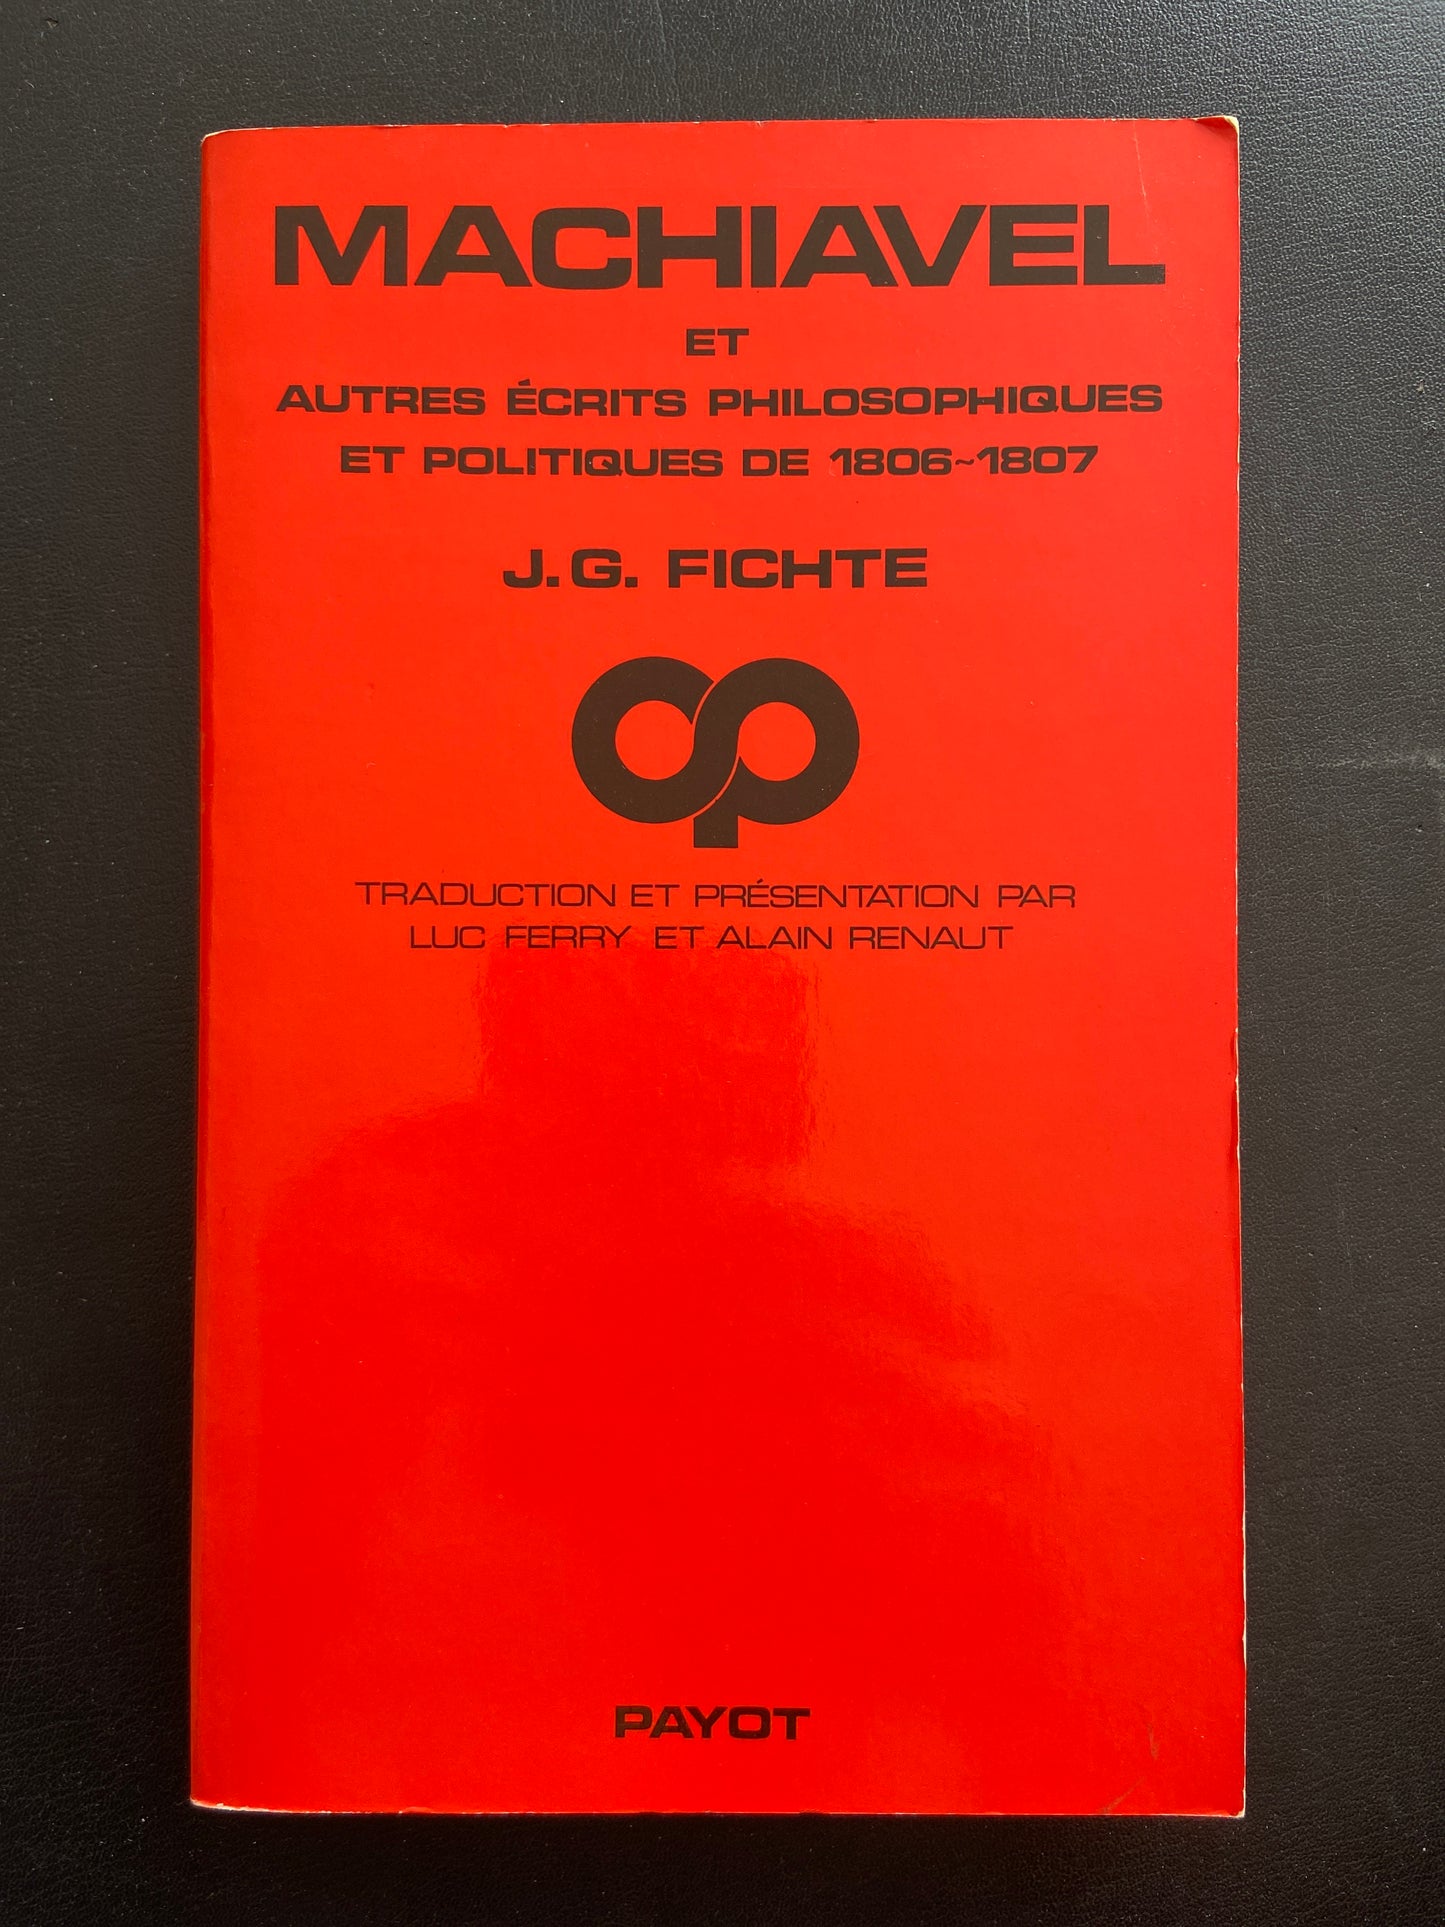 MACHIAVEL
ET
AUTRES ÉCRITS PHILOSOPHIQUES
ET POLITIQUES DE 1806~1807
J.G. FICHTE
cp
TRADUCTION ET PRÉSENTATION PAR
LUC FERRY ET ALAIN RENAUT
PAYOT